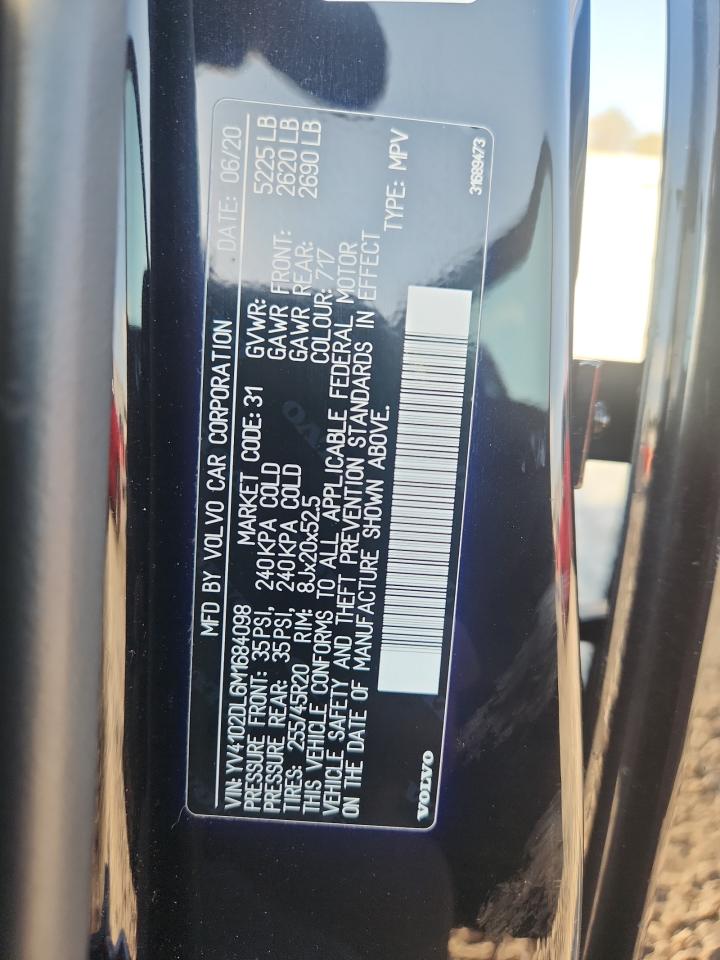 MFD BY VOLVO CAR CORPORATION DATE: 06/20
VIN: YV4102DL6M1684098 MARKET CODE: 31 GVWR: 5225 LB
PRESSURE FRONT: 35PSI, 240KPA COLD GAWR FRONT: 2620 LB
PRESSURE REAR: 35PSI, 240KPA COLD GAWR REAR: 2690 LB
TIRES: 255/45R20 RIM: 8Jx20x52.5 COLOUR: 717
THIS VEHICLE CONFORMS TO ALL APPLICABLE FEDERAL MOTOR
VEHICLE SAFETY AND THEFT PREVENTION STANDARDS IN EFFECT
ON THE DATE OF MANUFACTURE SHOWN ABOVE. TYPE: MPV
VOLVO 31689473